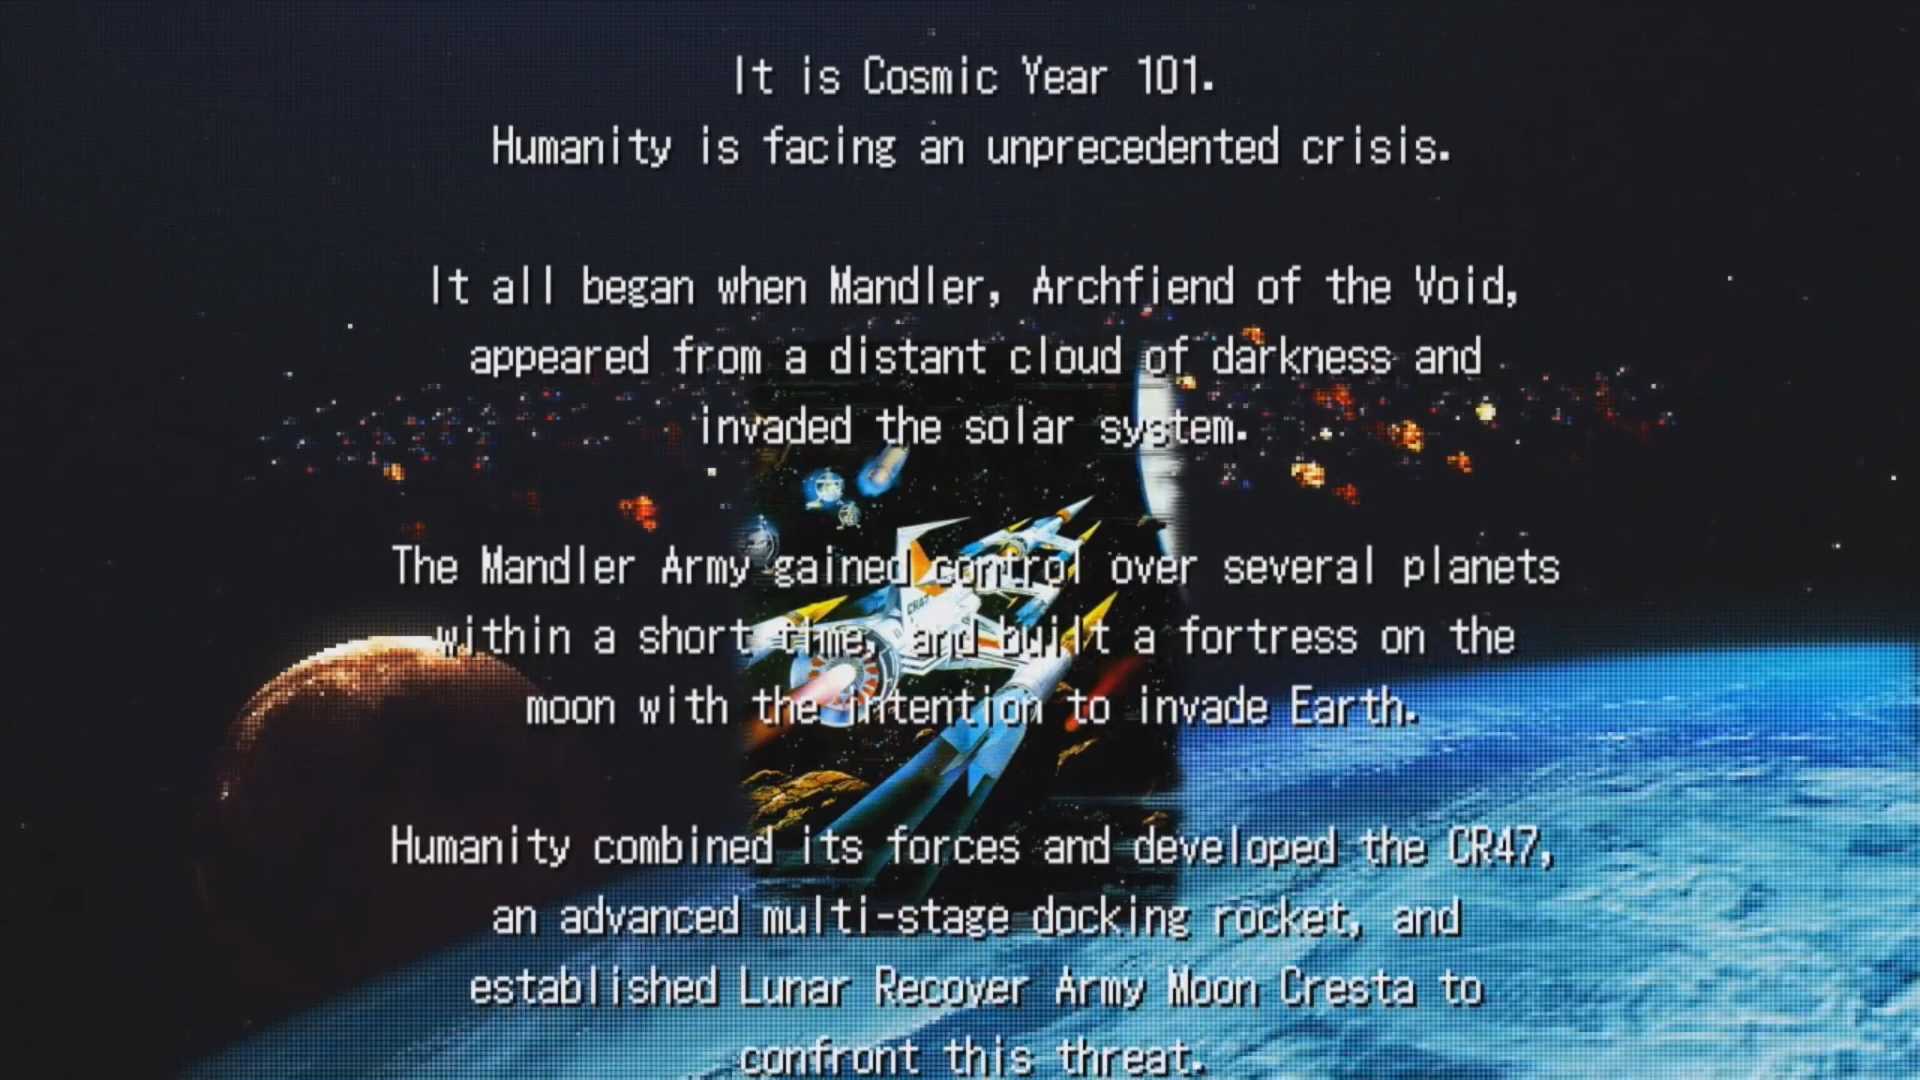 It is Cosmic Year 101.
Humanity is facing an unprecedented crisis.
It all began when Mandler, Archfiend of the Void,
appeared from a distant cloud of darkness and
invaded the solar system.
The Mandler Army gained control over several planets
within a short time, and built a fortress on the
moon with the intention to invade Earth.
CR47
Humanity combined its forces and developed the CR47,
an advanced multi-stage docking rocket, and
established Lunar Recover Army Moon Cresta to
confront this threat.